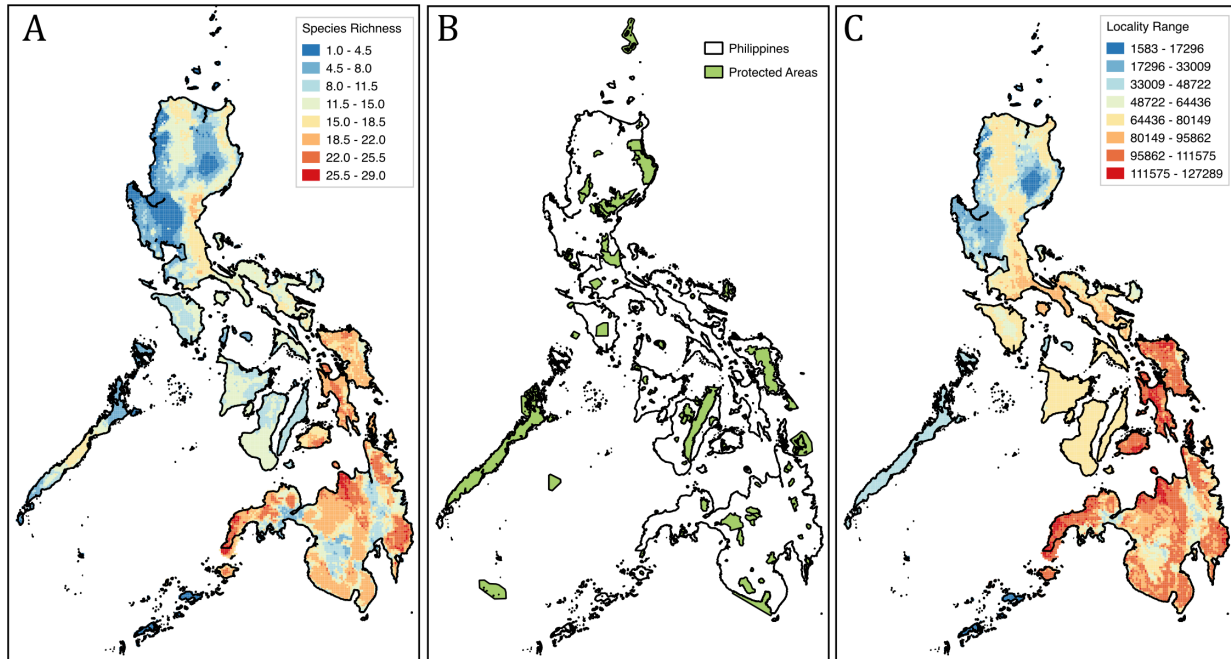 A
Species Richness
1.0 - 4.5
4.5 - 8.0
8.0 - 11.5
11.5 - 15.0
15.0 - 18.5
18.5 - 22.0
22.0 - 25.5
25.5 - 29.0
B
Philippines
Protected Areas
C
Locality Range
1583 - 17296
17296 - 33009
33009 - 48722
48722 - 64436
64436 - 80149
80149 - 95862
95862 - 111575
111575 - 127289